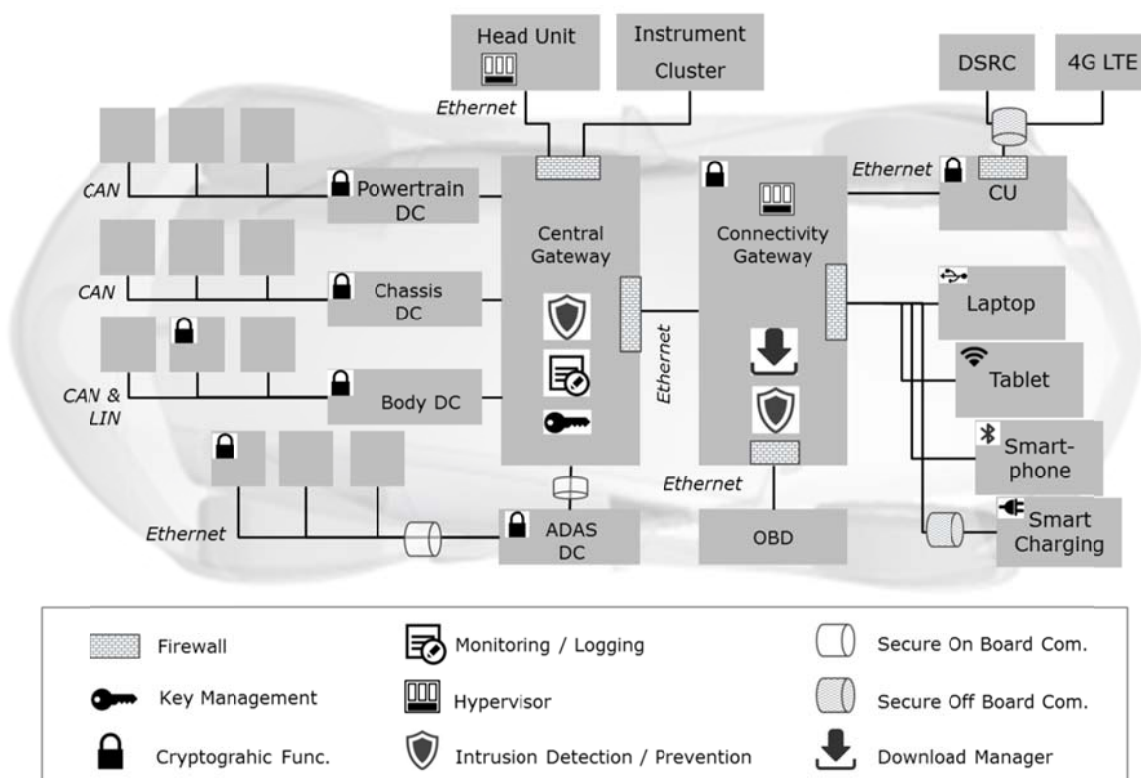 Head Unit
Instrument
Cluster
DSRC
4G LTE
Ethernet
CAN
Powertrain
DC
Central
Gateway
Connectivity
Gateway
Ethernet
CU
CAN
Chassis
DC
Laptop
Ethernet
Tablet
CAN &
LIN
Body DC
Smart-
phone
Ethernet
Ethernet
ADAS
DC
OBD
Smart
Charging
Firewall
Monitoring / Logging
Secure On Board Com.
Key Management
Hypervisor
Secure Off Board Com.
Cryptograhic Func.
Intrusion Detection / Prevention
Download Manager